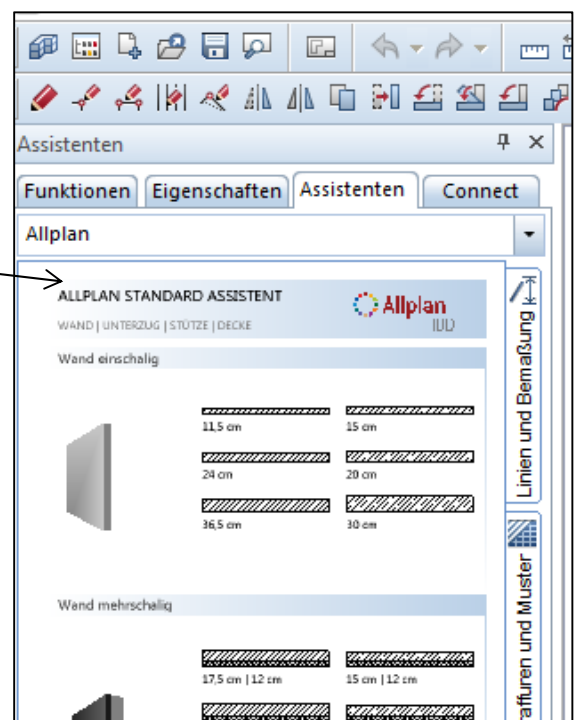 Assistenten
Funktionen Eigenschaften Assistenten Connect
Allplan
ALLPLAN STANDARD ASSISTENT
Allplan
WAND | UNTERZUG | STÜTZE | DECKE
Wand einschalig
11,5 cm 15 cm
24 cm 20 cm
36,5 cm 30 cm
Wand mehrschalig
17,5 cm | 12 cm 15 cm | 12 cm
Linien und Bemaßung
raffuren und Muster